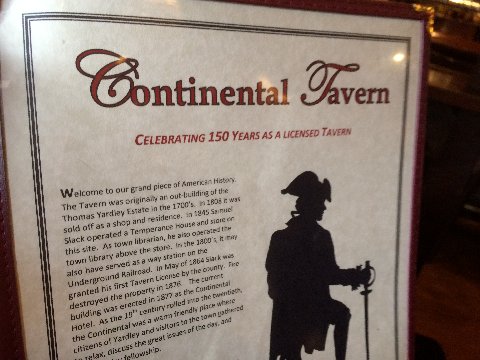 Continental Tavern
CELEBRATING 150 YEARS AS A LICENSED TAVERN
Welcome to our grand piece of American History.
The Tavern was originally an out-building of the
Thomas Yardley Estate in the 1700's. In 1808 it was
sold off as a shop and residence. In 1845 Samuel
Slack operated a Temperance House and store on
this site. As town librarian, he also operated the
town library above the store. In the 1800's, it may
also have served as a way station on the
Underground Railroad. In May of 1864 Slack was
granted his first Tavern License by the county. Fire
destroyed the property in 1876. The current
building was erected in 1877 as the Continental
Hotel. As the 19th century rolled into the twentieth,
the Continental was a warm friendly place where
citizens of Yardley and visitors to the town gathered
to relax, discuss the great issues of the day, and
fellowship.